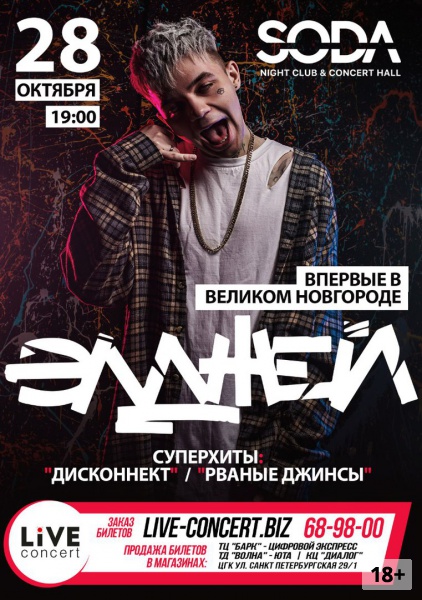 28
ОКТЯБРЯ
19:00
SODA
NIGHT CLUB & CONCERT HALL
ВПЕРВЫЕ В
ВЕЛИКОМ НОВГОРОДЕ
ЭЛДЖЕЙ
СУПЕРХИТЫ:
"ДИСКОННЕКТ" / "РВАНЫЕ ДЖИНСЫ"
LiVE
concert
ЗАКАЗ
БИЛЕТОВ
LIVE-CONCERT.BIZ 68-98-00
ПРОДАЖА БИЛЕТОВ
В МАГАЗИНАХ:
ТЦ "БАРК" - ЦИФРОВОЙ ЭКСПРЕСС
ТД "ВОЛНА" - ЮТА / КЦ "ДИАЛОГ"
ЦГК УЛ. САНКТ ПЕТЕРБУРГСКАЯ 29/1
18+